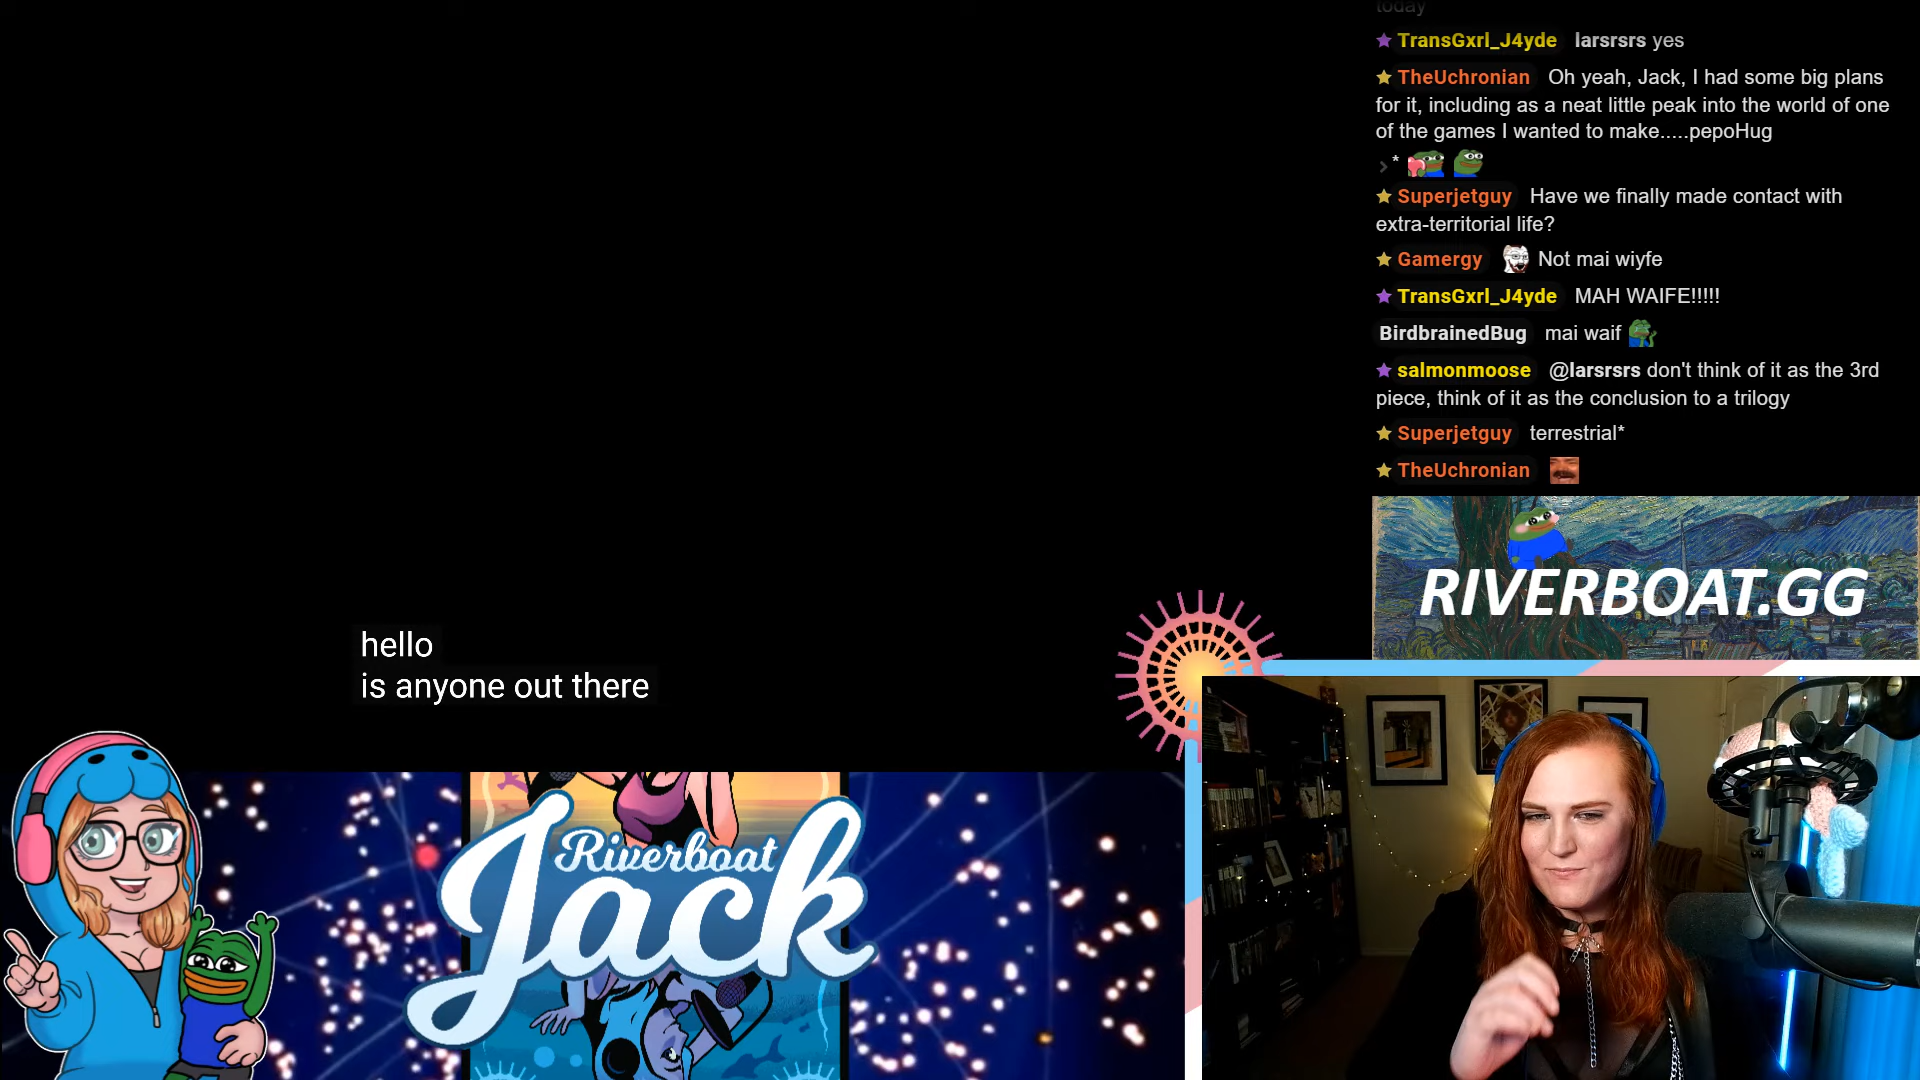 today
TransGxrl_J4yde larsrsrs yes
TheUchronian Oh yeah, Jack, I had some big plans
for it, including as a neat little peak into the world of one
of the games I wanted to make.....pepoHug
>*
Superjetguy Have we finally made contact with
extra-territorial life?
Gamergy Not mai wiyfe
TransGxrl_J4yde MAH WAIFE!!!!!
BirdbrainedBug mai waif
salmonmoose @larsrsrs don't think of it as the 3rd
piece, think of it as the conclusion to a trilogy
Superjetguy terrestrial*
TheUchronian
RIVERBOAT.GG
hello
is anyone out there
Riverboat
Jack